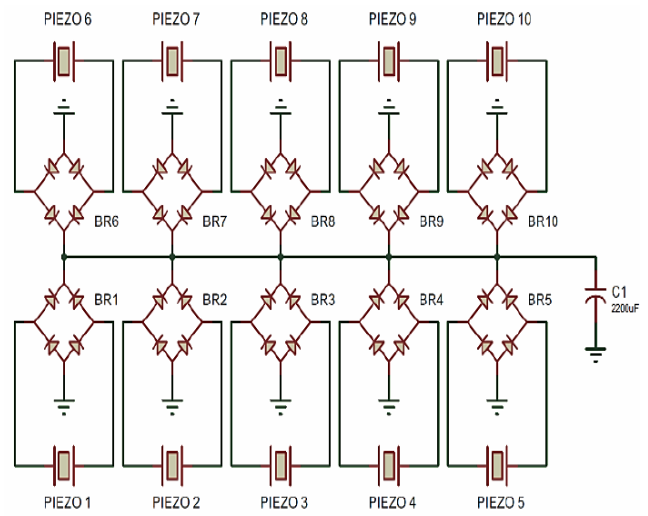 PIEZO 6 PIEZO 7 PIEZO 8 PIEZO 9 PIEZO 10
BR6 BR7 BR8 BR9 BR10
BR1 BR2 BR3 BR4 BR5
C1
2200uF
PIEZO 1 PIEZO 2 PIEZO 3 PIEZO 4 PIEZO 5